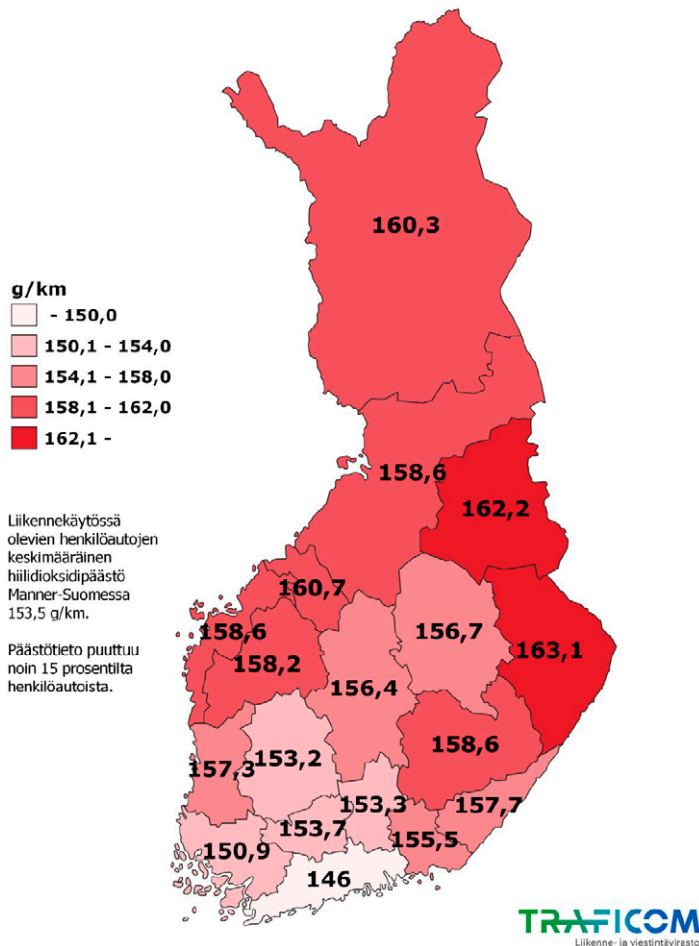 160,3
g/km
- 150,0
150,1 - 154,0
154,1 - 158,0
158,1 - 162,0
162,1 -
158,6
162,2
Liikennekäytössä
olevien henkilöautojen
keskimääräinen
hiilidioksidipäästö
Manner-Suomessa
153,5 g/km.
Päästötieto puuttuu
noin 15 prosentilta
henkilöautoista.
160,7
158,6
156,7
163,1
158,2
156,4
158,6
153,2
157,3
153,3
157,7
153,7
155,5
150,9
146
TRAFICOM
Liikenne- ja viestintävirasto